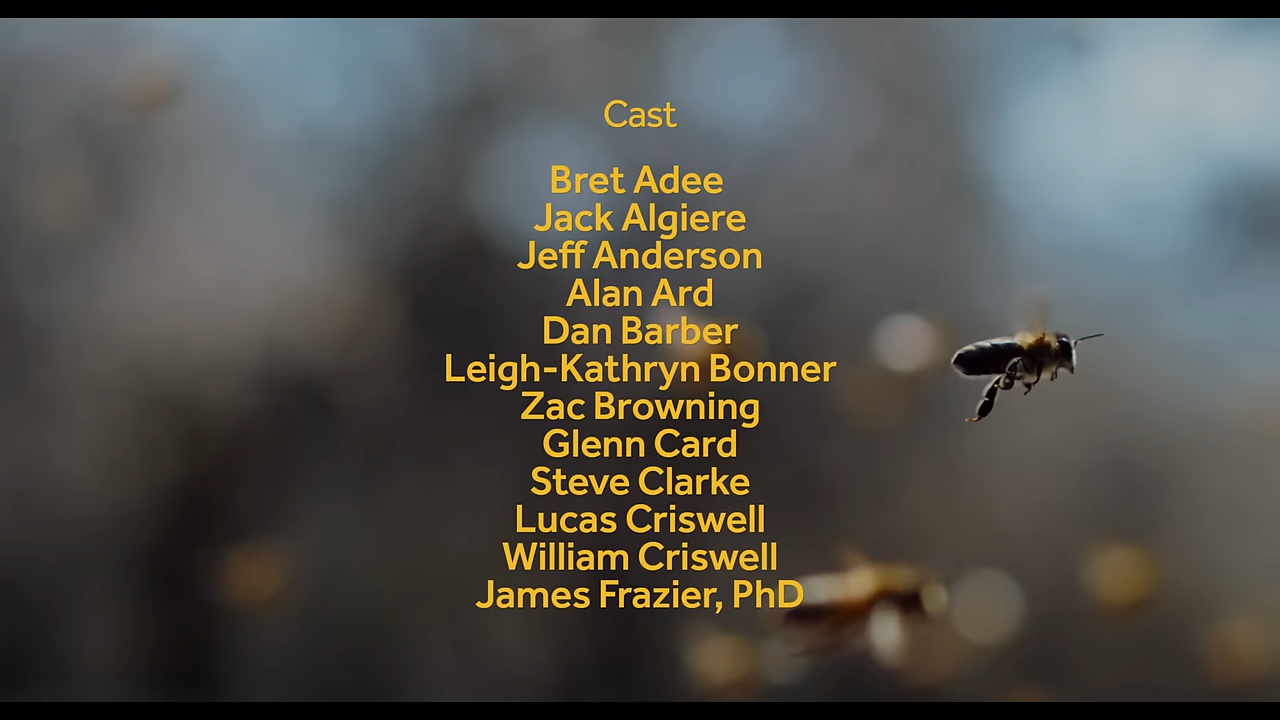 Cast
Bret Adee
Jack Algiere
Jeff Anderson
Alan Ard
Dan Barber
Leigh-Kathryn Bonner
Zac Browning
Glenn Card
Steve Clarke
Lucas Criswell
William Criswell
James Frazier, PhD